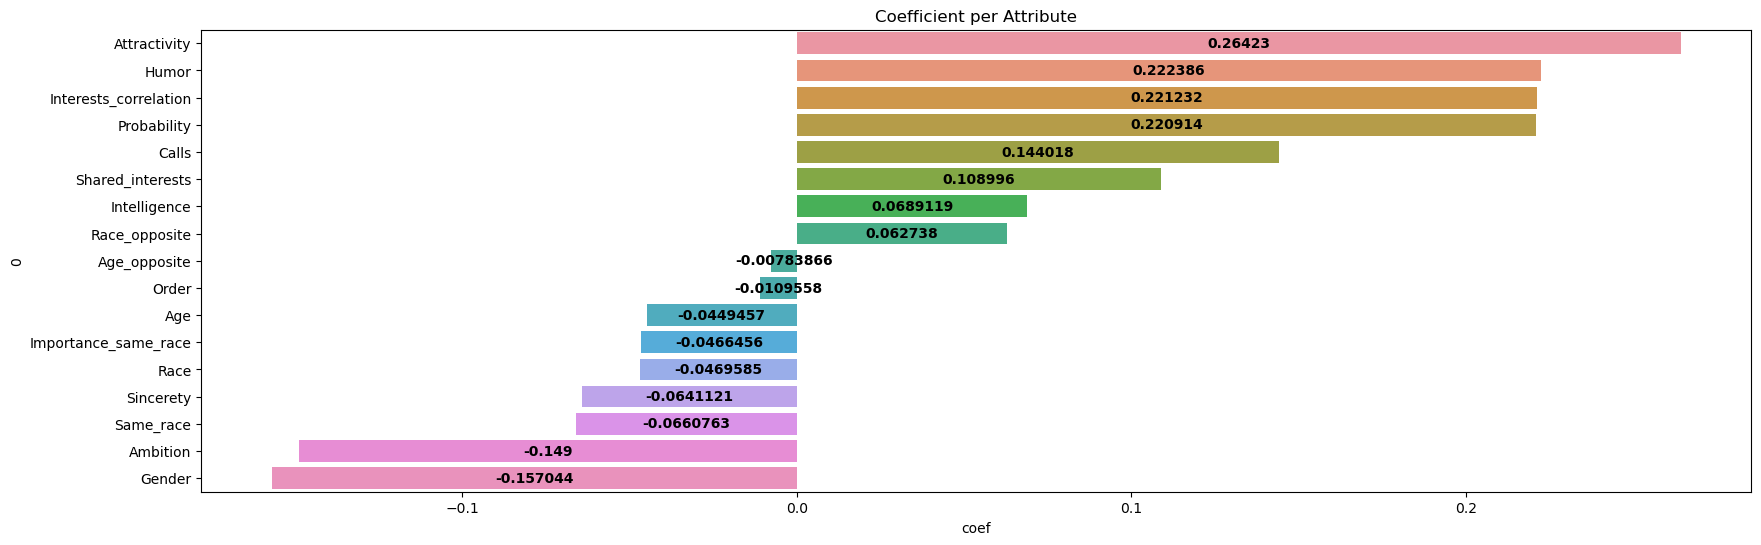 Coefficient per Attribute
Attractivity 0.26423
Humor 0.222386
Interests_correlation 0.221232
Probability 0.220914
Calls 0.144018
Shared_interests 0.108996
Intelligence 0.0689119
Race_opposite 0.062738
0
Age_opposite -0.00783866
Order -0.0109558
Age -0.0449457
Importance_same_race -0.0466456
Race -0.0469585
Sincerety -0.0641121
Same_race -0.0660763
Ambition -0.149
Gender -0.157044
−0.1 0.0 0.1 0.2
coef